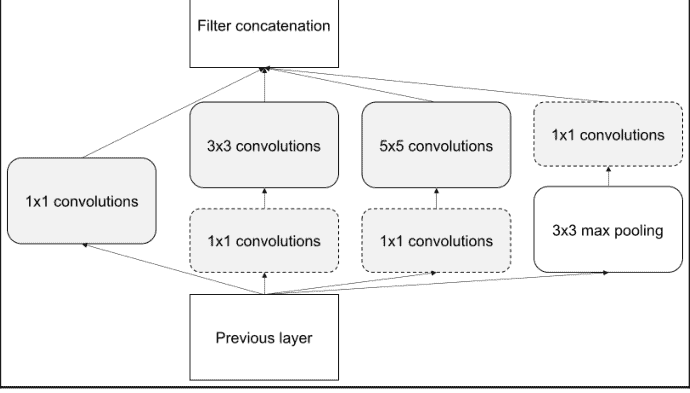 Filter concatenation
3x3 convolutions
5x5 convolutions
1x1 convolutions
1x1 convolutions
1x1 convolutions
1x1 convolutions
3x3 max pooling
Previous layer